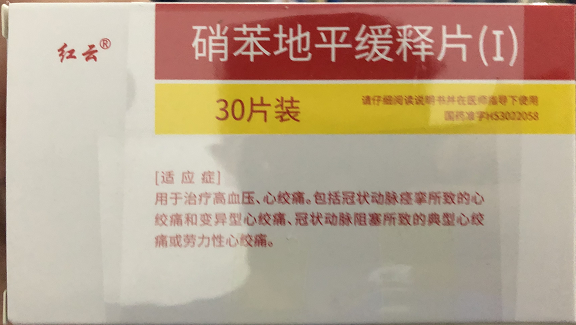 红云®
硝苯地平缓释片(I)
30片装
请仔细阅读说明书并在医师指导下使用
国药准字H53022058
[适应症]
用于治疗高血压、心绞痛。包括冠状动脉痉挛所致的心
绞痛和变异型心绞痛、冠状动脉阻塞所致的典型心绞
痛或劳力性心绞痛。